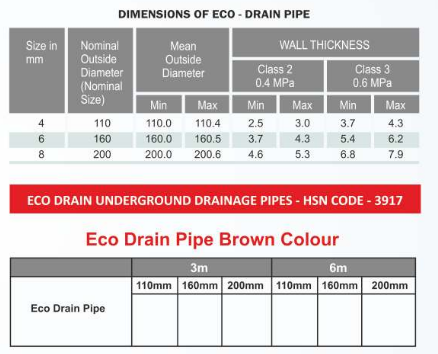 DIMENSIONS OF ECO - DRAIN PIPE
Size in mm Nominal Outside Diameter (Nominal Size) Mean Outside Diameter WALL THICKNESS
Class 2 0.4 MPa Class 3 0.6 MPa
Min Max Min Max Min Max
4 110 110.0 110.4 2.5 3.0 3.7 4.3
6 160 160.0 160.5 3.7 4.3 5.4 6.2
8 200 200.0 200.6 4.6 5.3 6.8 7.9
ECO DRAIN UNDERGROUND DRAINAGE PIPES - HSN CODE - 3917
Eco Drain Pipe Brown Colour
3m 6m
110mm 160mm 200mm 110mm 160mm 200mm
Eco Drain Pipe